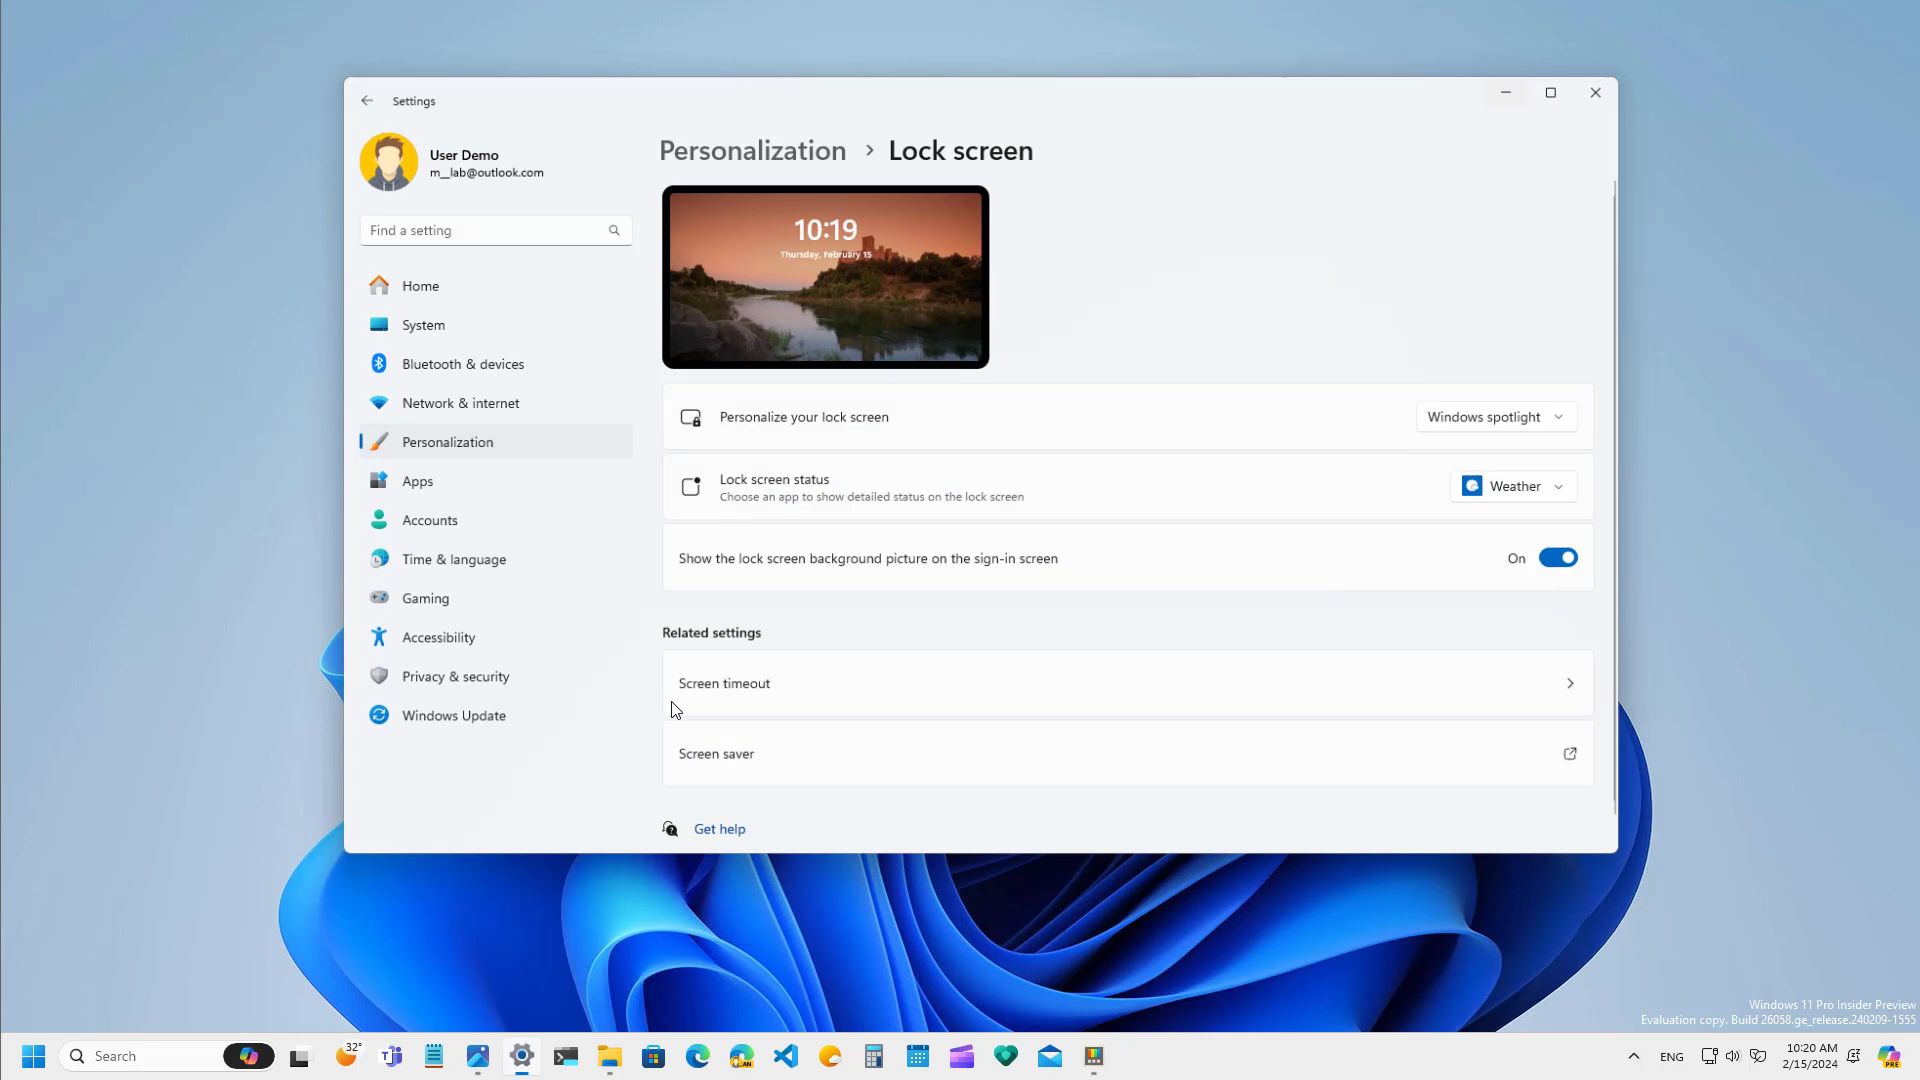 Settings
User Demo
m__lab@outlook.com
Find a setting
Home
System
Bluetooth & devices
Network & internet
Personalization
Apps
Accounts
Time & language
Gaming
Accessibility
Privacy & security
Windows Update
Personalization > Lock screen
10:19
Thursday, February 15
Personalize your lock screen
Windows spotlight
Lock screen status
Choose an app to show detailed status on the lock screen
Weather
Show the lock screen background picture on the sign-in screen
On
Related settings
Screen timeout
Screen saver
Get help
Windows 11 Pro Insider Preview
Evaluation copy. Build 26058.ge_release.240209-1555
Search
32°
CAN
ENG
10:20 AM
2/15/2024
PRE